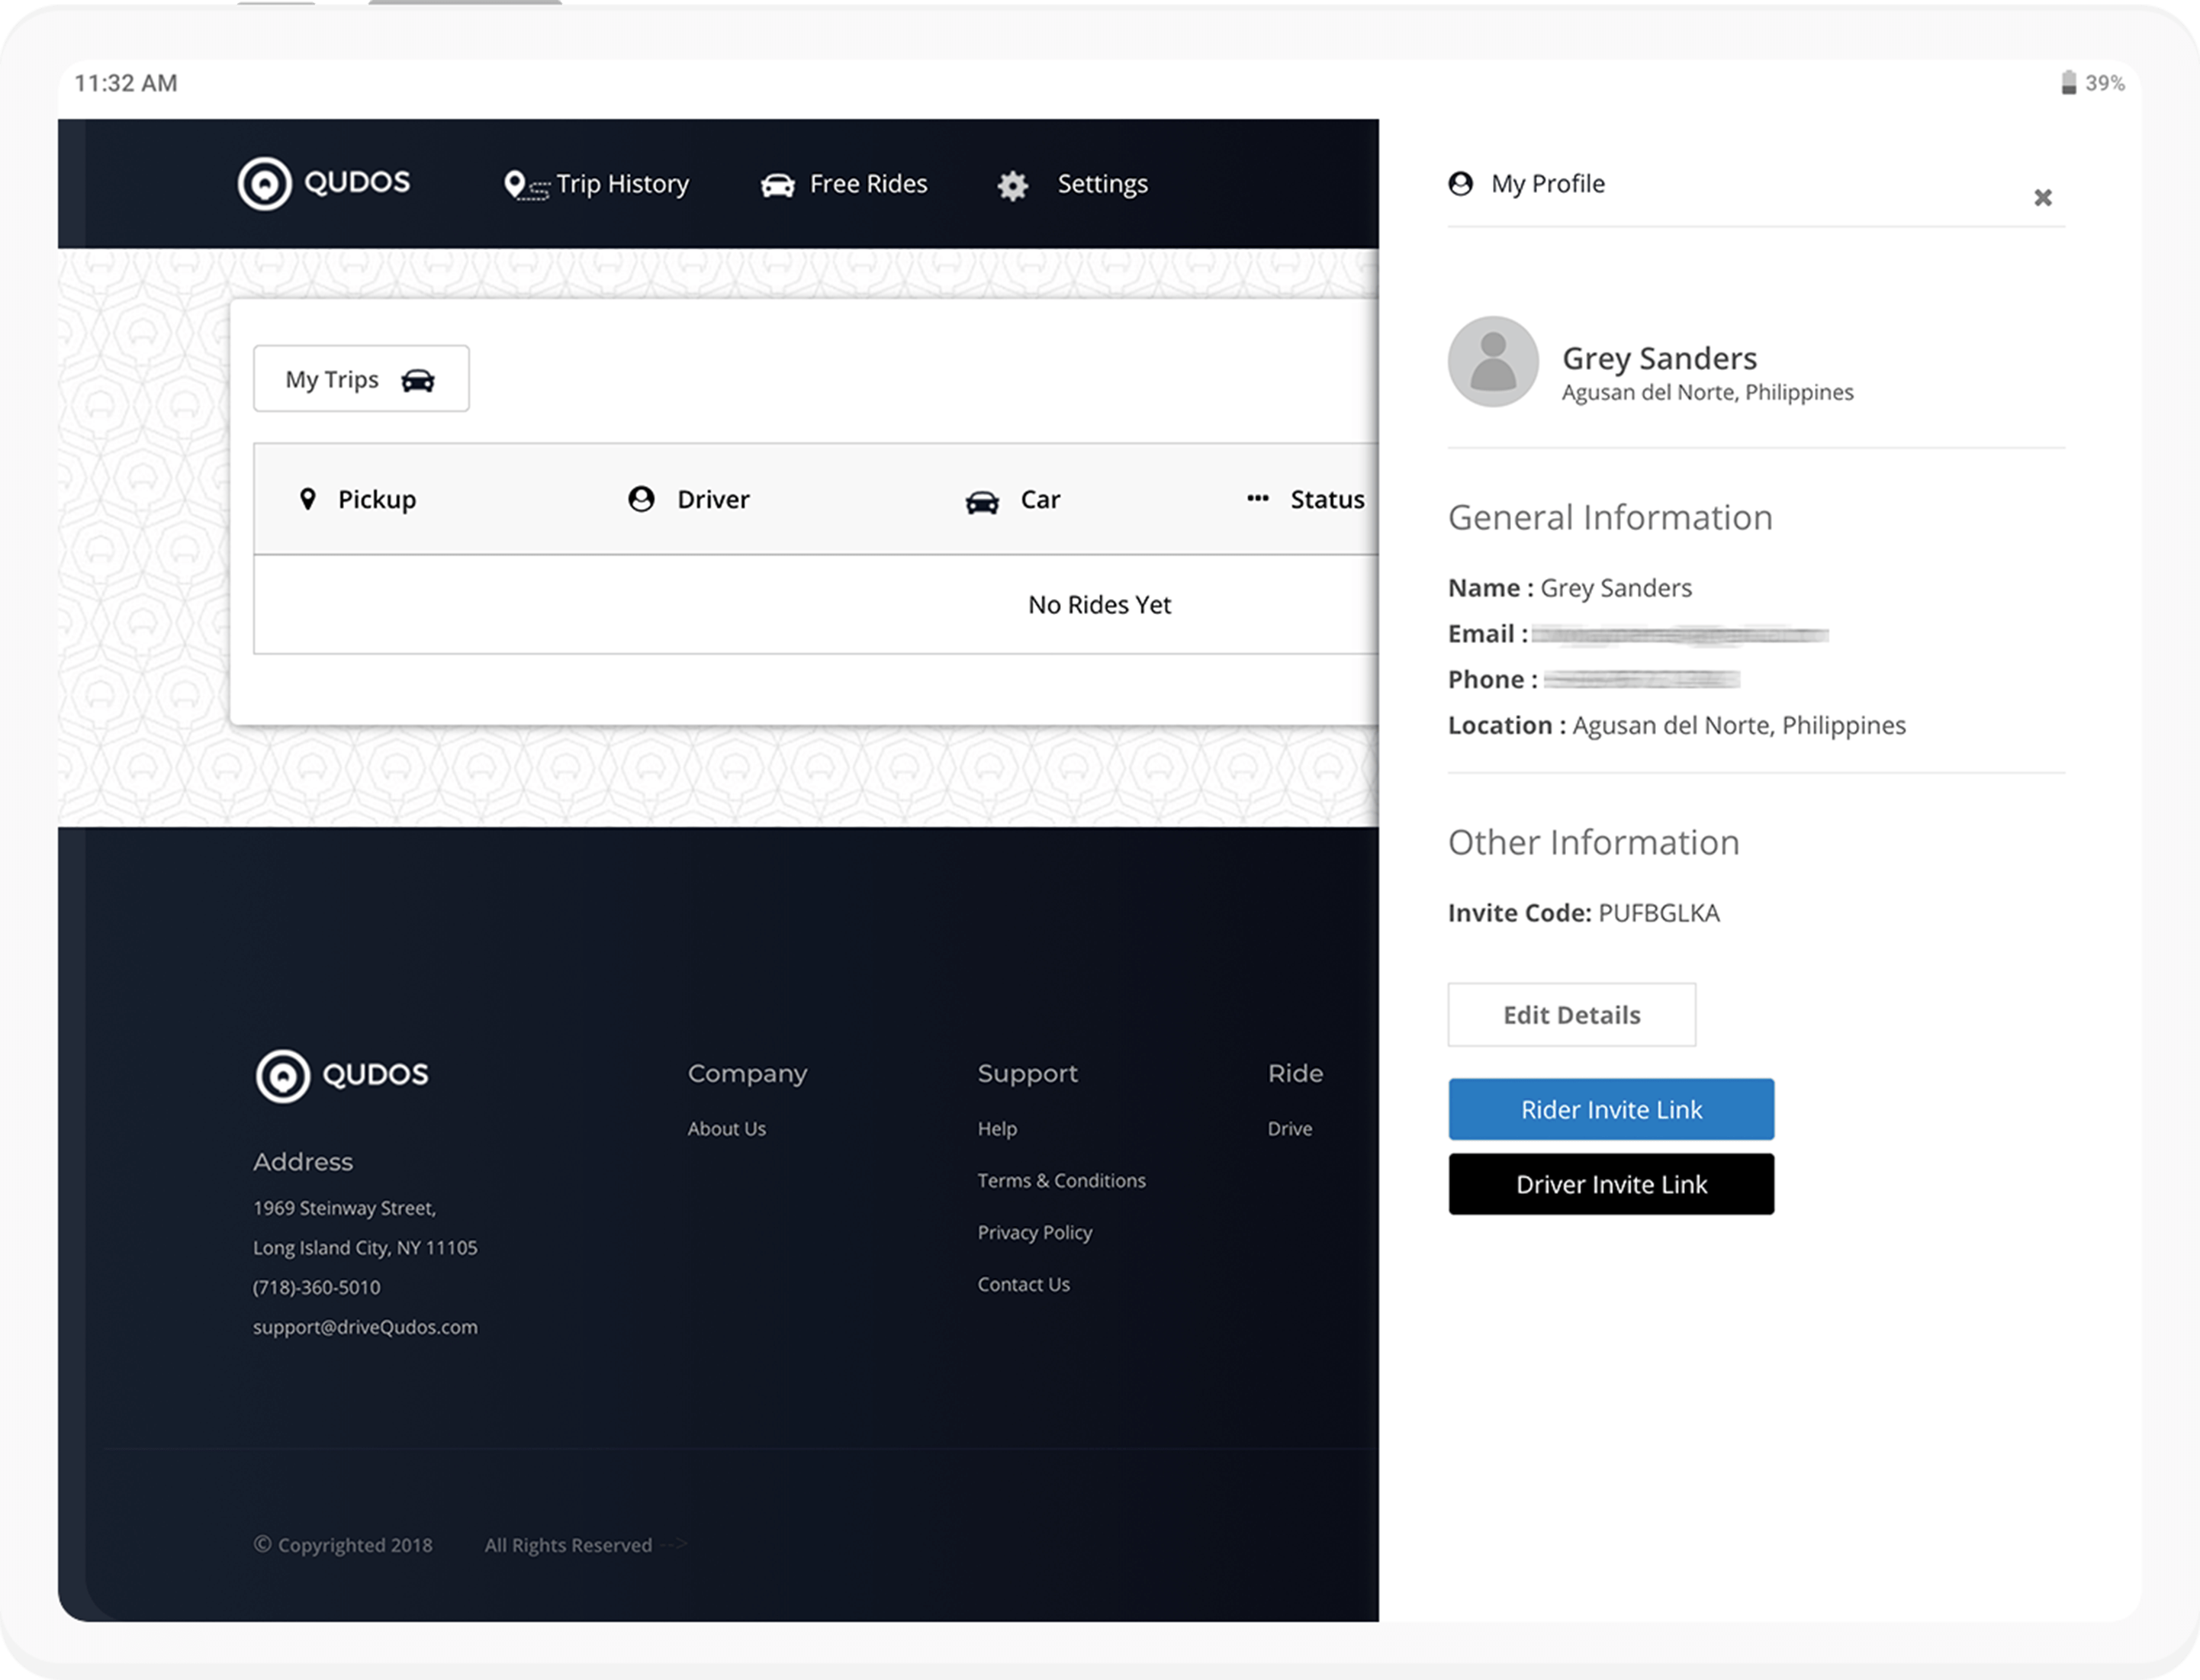 11:32 AM
39%
QUDOS
Trip History
Free Rides
Settings
My Trips
Pickup
Driver
Car
Status
No Rides Yet
QUDOS
Address
1969 Steinway Street,
Long Island City, NY 11105
(718)-360-5010
support@driveQudos.com
Company
About Us
Support
Help
Terms & Conditions
Privacy Policy
Contact Us
Ride
Drive
© Copyrighted 2018 All Rights Reserved -->
My Profile
Grey Sanders
Agusan del Norte, Philippines
General Information
Name : Grey Sanders
Email :
Phone :
Location : Agusan del Norte, Philippines
Other Information
Invite Code: PUFBGLKA
Edit Details
Rider Invite Link
Driver Invite Link